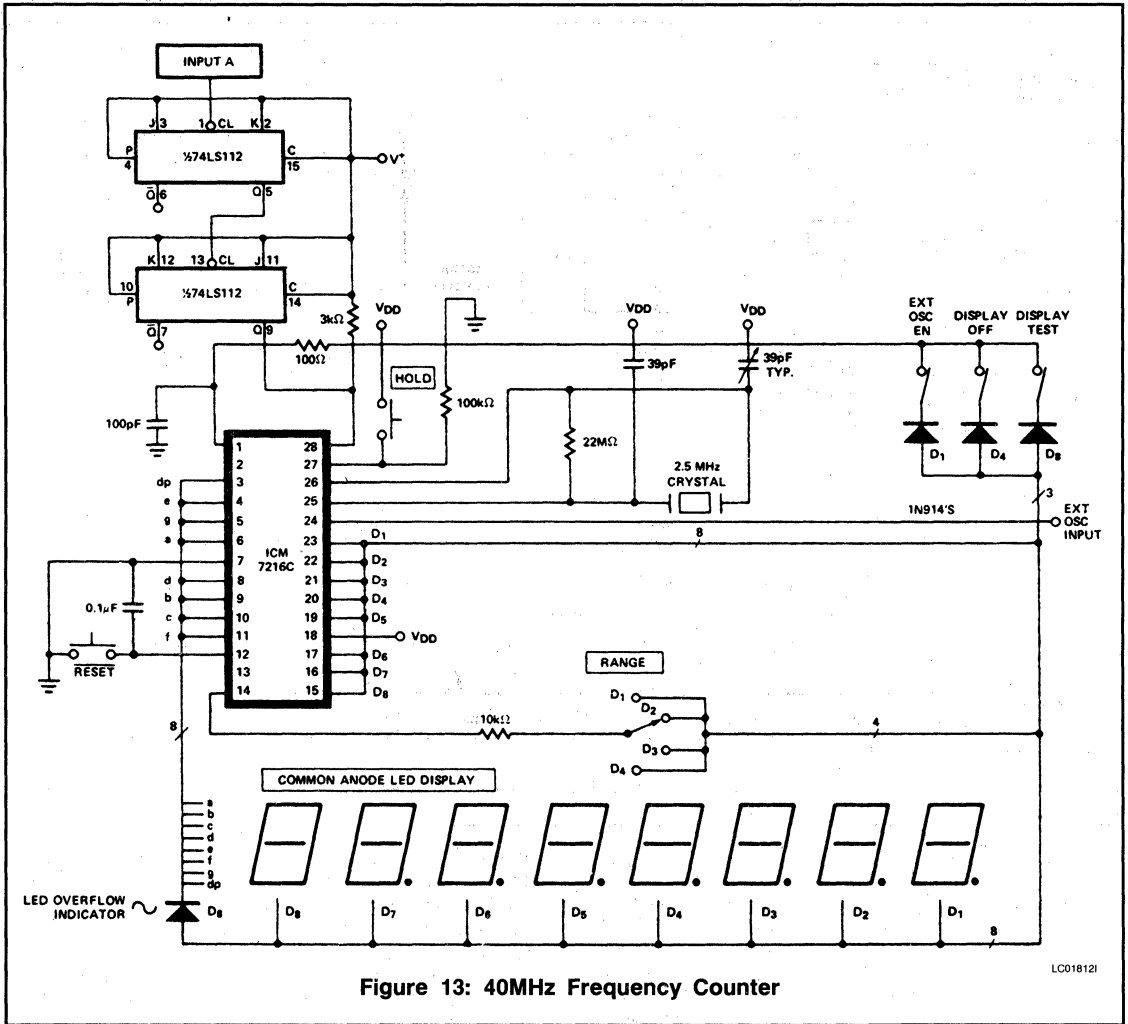 INPUT A
J 3 1 CL K 2
P 4 ½74LS112 C 15
Q̅ 6 Q 5
V+
K 12 13 CL J 11
10 P ½74LS112 C 14
Q̅ 7 Q 9
3kΩ
VDD
100Ω
HOLD
100kΩ
VDD
39pF
VDD
39pF
TYP.
EXT
OSC
EN
DISPLAY
OFF
DISPLAY
TEST
D1
D4
D8
100pF
22MΩ
2.5 MHz
CRYSTAL
3
1N914'S
EXT
OSC
INPUT
8
1 28
2 27
dp 3 26
e 4 25
g 5 24
a 6 23 D1
7 22 D2
d 8 21 D3
b 9 20 D4
c 10 19 D5
f 11 18 VDD
12 17 D6
13 16 D7
14 15 D8
ICM
7216C
0.1μF
R̅E̅S̅E̅T̅
8
10kΩ
RANGE
D1
D2
D3
D4
4
COMMON ANODE LED DISPLAY
a
b
c
d
e
f
g
dp
LED OVERFLOW
INDICATOR
D8 D8 D7 D6 D5 D4 D3 D2 D1
8
LC01812I
Figure 13: 40MHz Frequency Counter